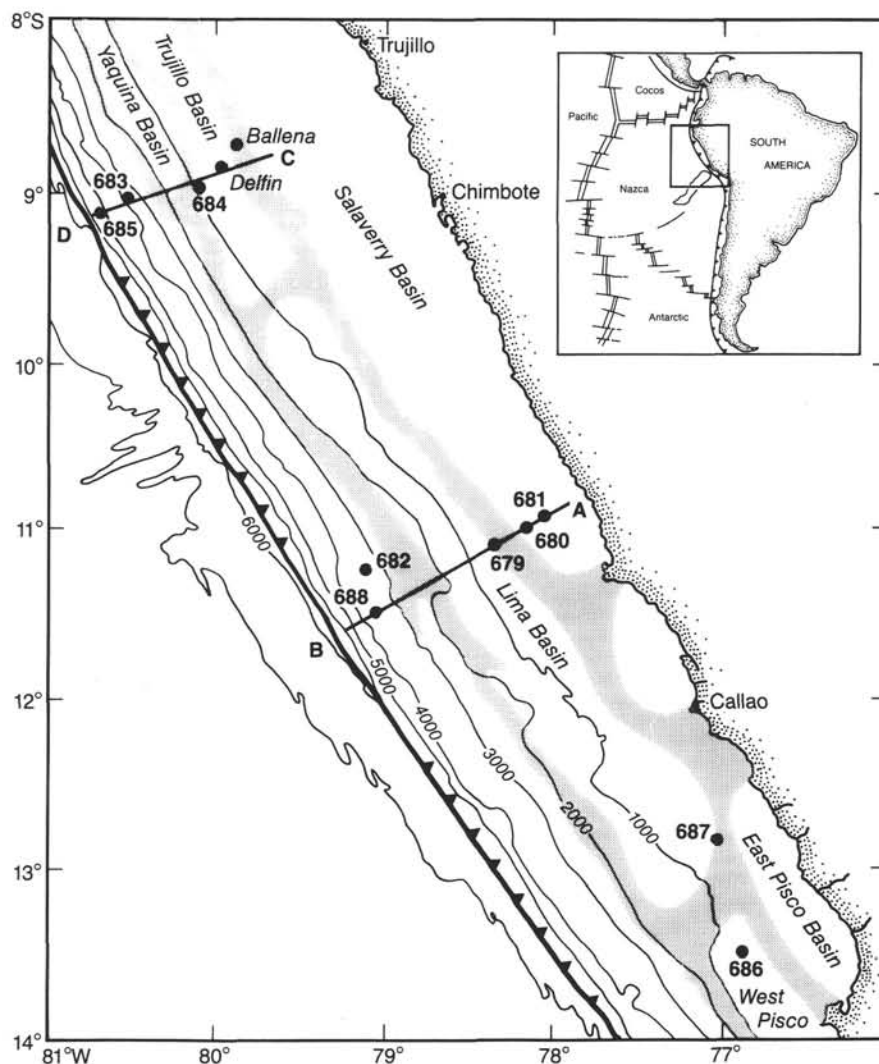 8°S
9°
10°
11°
12°
13°
14°
81°W
80°
79°
78°
77°
Trujillo
Chimbote
Callao
Yaquina Basin
Trujillo Basin
Salaverry Basin
Lima Basin
East Pisco Basin
West
Pisco
Ballena
Delfin
C
D
683
684
685
681
A
680
679
682
688
B
687
686
6000
5000
4000
3000
2000
1000
Cocos
Pacific
SOUTH
AMERICA
Nazca
Antarctic